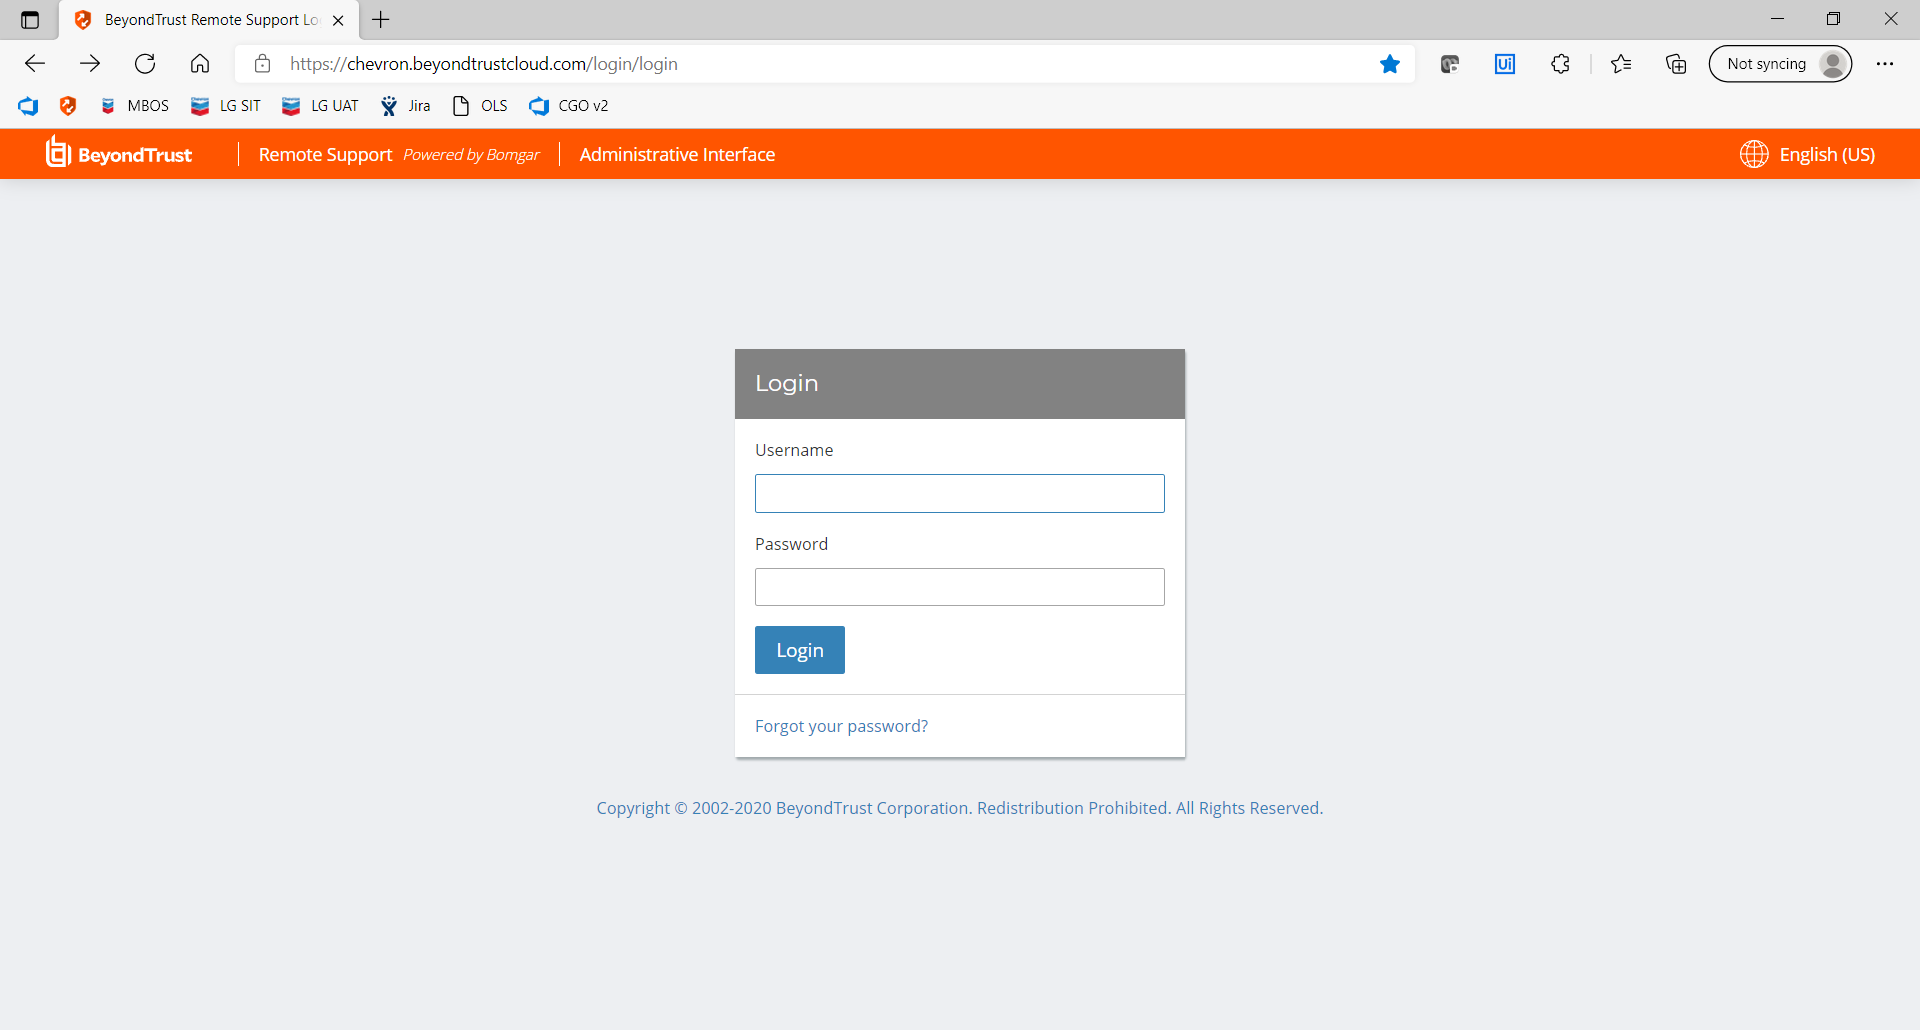 BeyondTrust Remote Support Lo
https://chevron.beyondtrustcloud.com/login/login
Ui
Not syncing
MBOS
LG SIT
LG UAT
Jira
OLS
CGO v2
BeyondTrust
Remote Support Powered by Bomgar
Administrative Interface
English (US)
Login
Username
Password
Login
Forgot your password?
Copyright © 2002-2020 BeyondTrust Corporation. Redistribution Prohibited. All Rights Reserved.